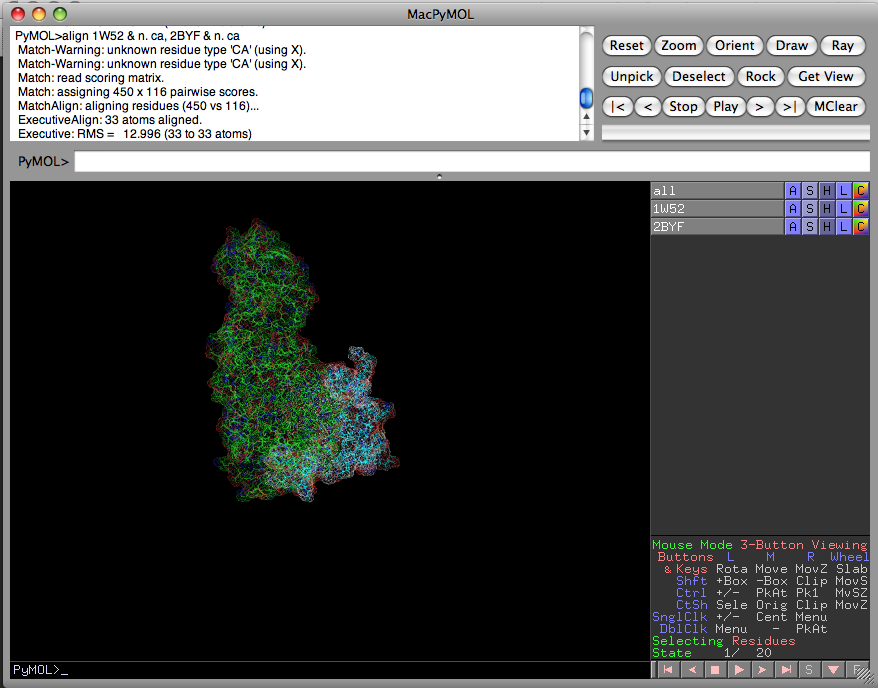 MacPyMOL
PyMOL>align 1W52 & n. ca, 2BYF & n. ca
Match-Warning: unknown residue type 'CA' (using X).
Match-Warning: unknown residue type 'CA' (using X).
Match: read scoring matrix.
Match: assigning 450 x 116 pairwise scores.
MatchAlign: aligning residues (450 vs 116)...
ExecutiveAlign: 33 atoms aligned.
Executive: RMS = 12.996 (33 to 33 atoms)
Reset Zoom Orient Draw Ray
Unpick Deselect Rock Get View
|< < Stop Play > >| MClear
PyMOL>
all A S H L C
1W52 A S H L C
2BYF A S H L C
Mouse Mode 3-Button Viewing
Buttons L M R Wheel
& Keys Rota Move MovZ Slab
Shft +Box -Box Clip MovS
Ctrl +/- PkAt Pk1 MvSZ
CtSh Sele Orig Clip MovZ
SnglClk +/- Cent Menu
DblClk Menu - PkAt
Selecting Residues
State 1/ 20
PyMOL>_
S F